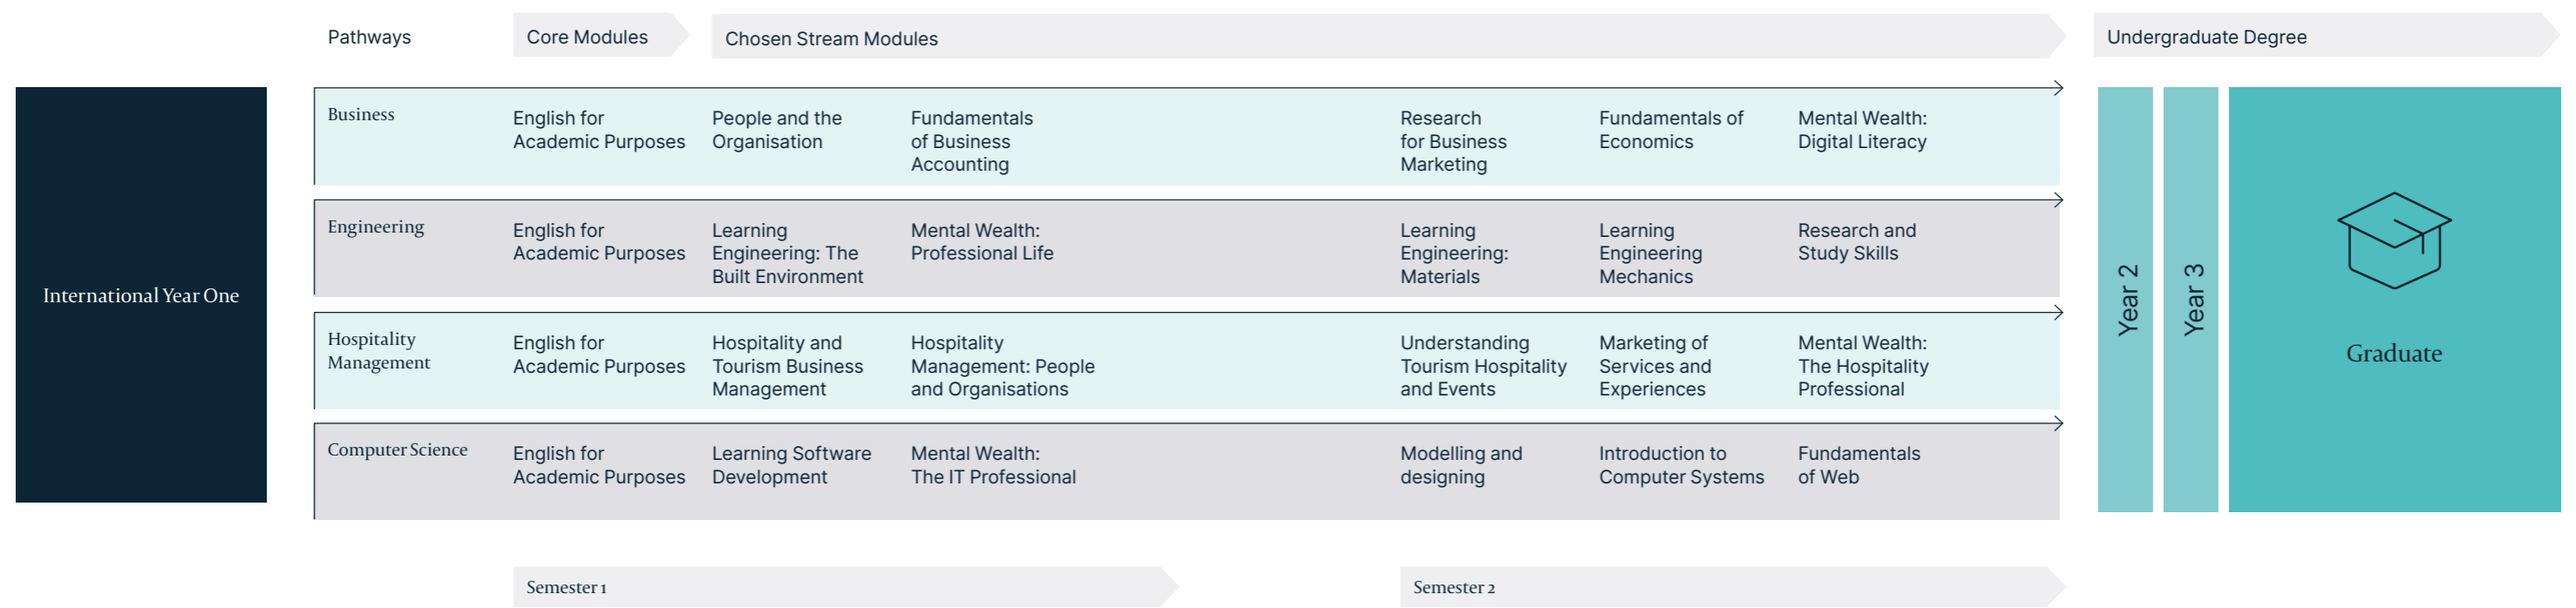 Pathways
Core Modules
Chosen Stream Modules
Undergraduate Degree
International Year One
Business
English for
Academic Purposes
People and the
Organisation
Fundamentals
of Business
Accounting
Research
for Business
Marketing
Fundamentals of
Economics
Mental Wealth:
Digital Literacy
Engineering
English for
Academic Purposes
Learning
Engineering: The
Built Environment
Mental Wealth:
Professional Life
Learning
Engineering:
Materials
Learning
Engineering
Mechanics
Research and
Study Skills
Hospitality
Management
English for
Academic Purposes
Hospitality and
Tourism Business
Management
Hospitality
Management: People
and Organisations
Understanding
Tourism Hospitality
and Events
Marketing of
Services and
Experiences
Mental Wealth:
The Hospitality
Professional
Computer Science
English for
Academic Purposes
Learning Software
Development
Mental Wealth:
The IT Professional
Modelling and
designing
Introduction to
Computer Systems
Fundamentals
of Web
Year 2
Year 3
Graduate
Semester 1
Semester 2